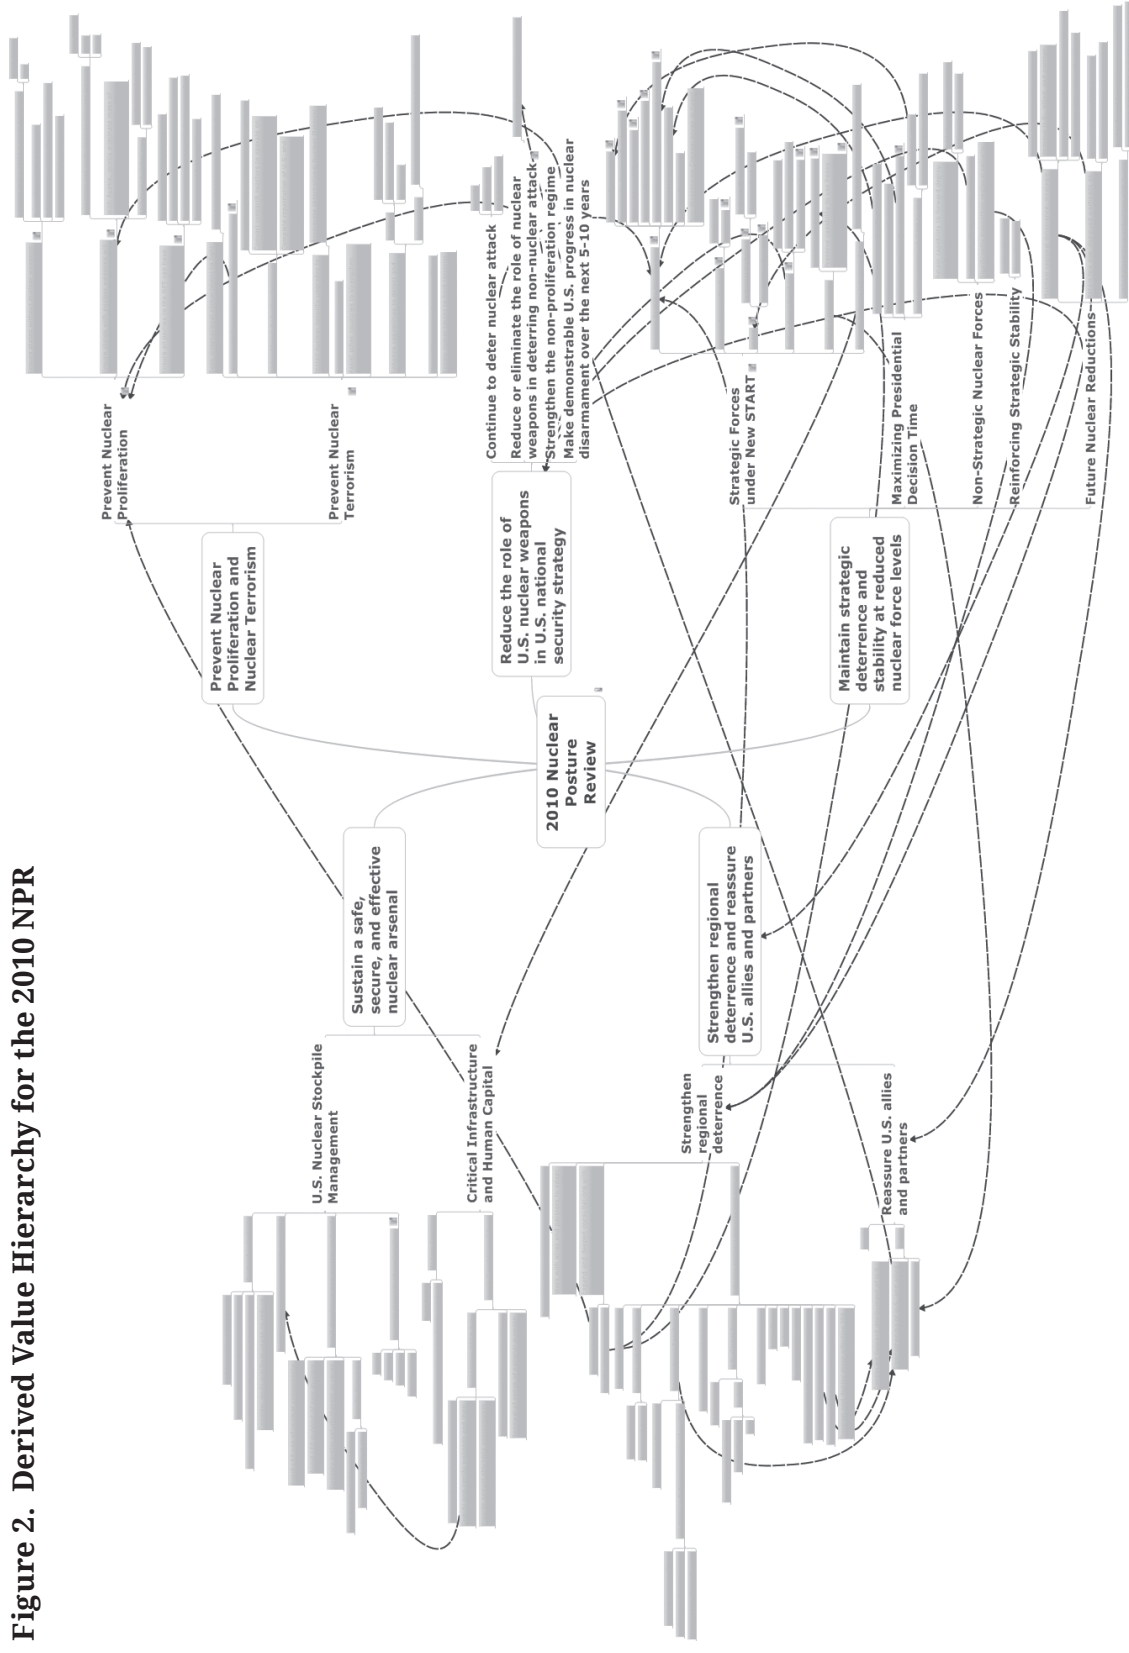 Figure 2. Derived Value Hierarchy for the 2010 NPR
2010 Nuclear
Posture
Review
Sustain a safe,
secure, and effective
nuclear arsenal
U.S. Nuclear Stockpile
Management
Critical Infrastructure
and Human Capital
Strengthen regional
deterrence and reassure
U.S. allies and partners
Strengthen
regional
deterrence
Reassure U.S. allies
and partners
Prevent Nuclear
Proliferation and
Nuclear Terrorism
Prevent Nuclear
Proliferation
Prevent Nuclear
Terrorism
Reduce the role of
U.S. nuclear weapons
in U.S. national
security strategy
Continue to deter nuclear attack
Reduce or eliminate the role of nuclear
weapons in deterring non-nuclear attack
Strengthen the non-proliferation regime
Make demonstrable U.S. progress in nuclear
disarmament over the next 5-10 years
Maintain strategic
deterrence and
stability at reduced
nuclear force levels
Strategic Forces
under New START
Maximizing Presidential
Decision Time
Non-Strategic Nuclear Forces
Reinforcing Strategic Stability
Future Nuclear Reductions